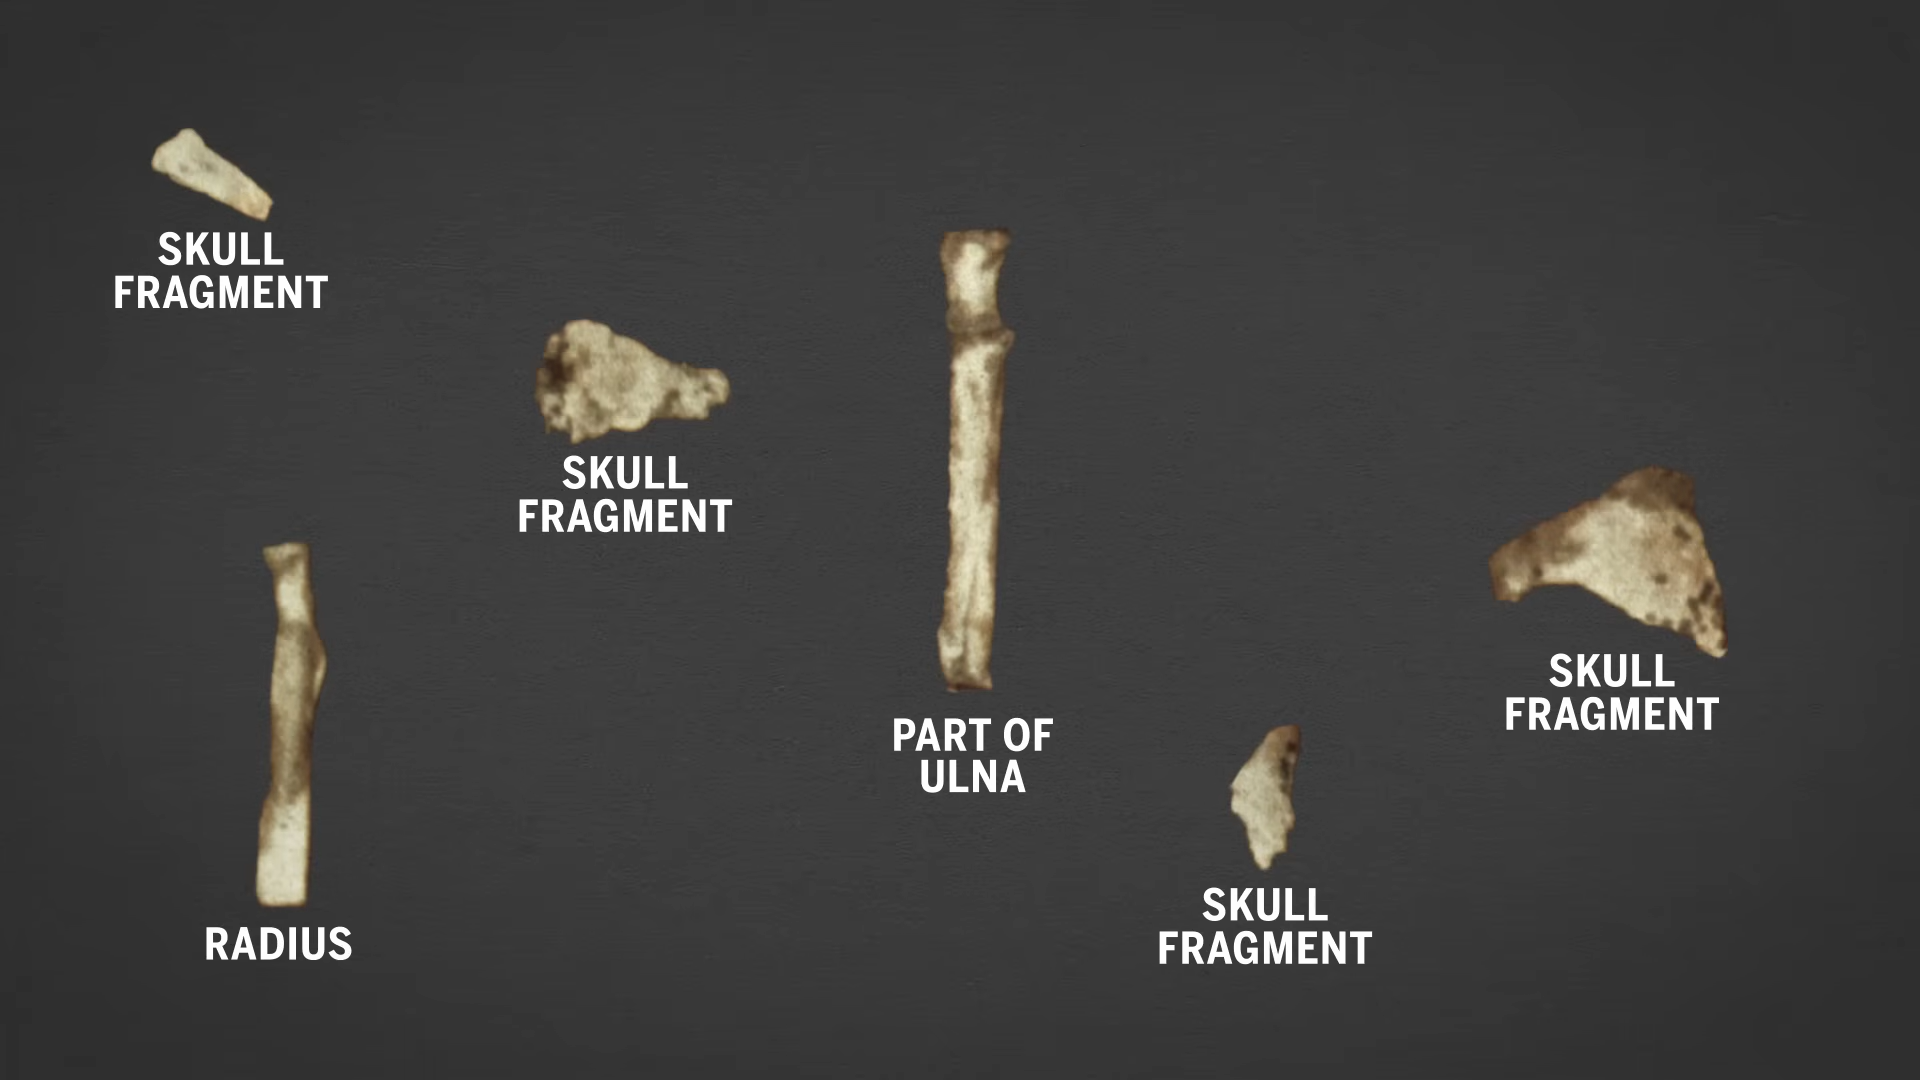 SKULL
FRAGMENT
SKULL
FRAGMENT
RADIUS
PART OF
ULNA
SKULL
FRAGMENT
SKULL
FRAGMENT